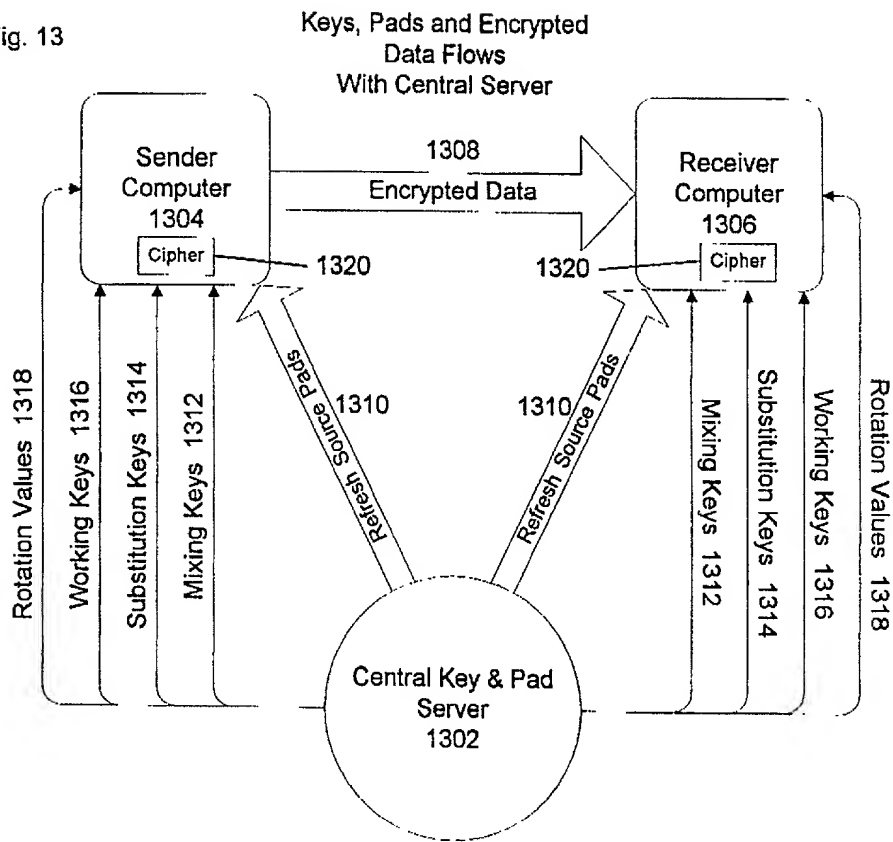 ig. 13
Keys, Pads and Encrypted
Data Flows
With Central Server
Sender
Computer
1304
Cipher
1320
1308
Encrypted Data
Receiver
Computer
1306
Cipher
1320
Rotation Values 1318
Working Keys 1316
Substitution Keys 1314
Mixing Keys 1312
Refresh Source Pads
1310
Refresh Source Pads
1310
Mixing Keys 1312
Substitution Keys 1314
Working Keys 1316
Rotation Values 1318
Central Key & Pad
Server
1302